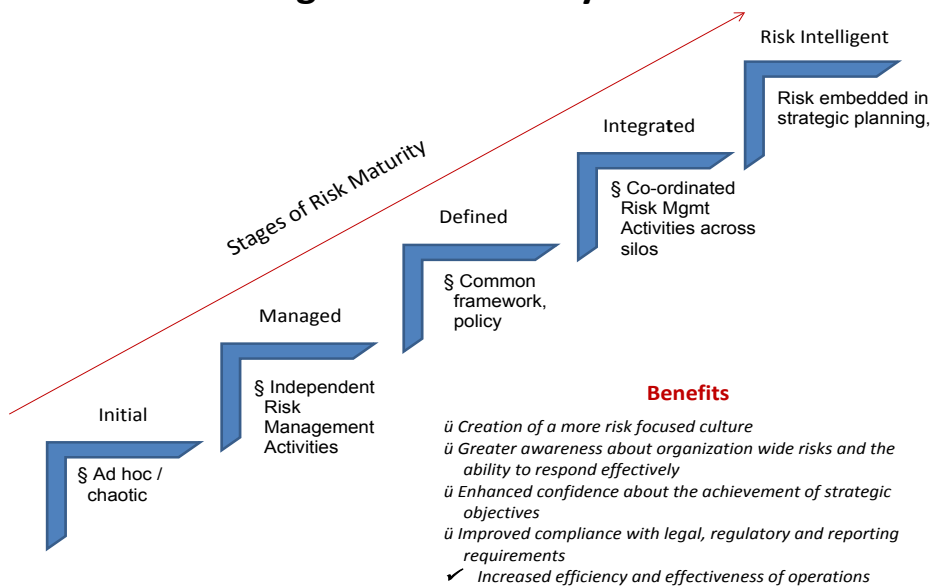 Risk Intelligent
Risk embedded in
strategic planning,
Integrated
§ Co-ordinated
Risk Mgmt
Activities across
silos
Stages of Risk Maturity
Defined
§ Common
framework,
policy
Managed
§ Independent
Risk
Management
Activities
Initial
§ Ad hoc /
chaotic
Benefits
ü Creation of a more risk focused culture
ü Greater awareness about organization wide risks and the
ability to respond effectively
ü Enhanced confidence about the achievement of strategic
objectives
ü Improved compliance with legal, regulatory and reporting
requirements
✓ Increased efficiency and effectiveness of operations